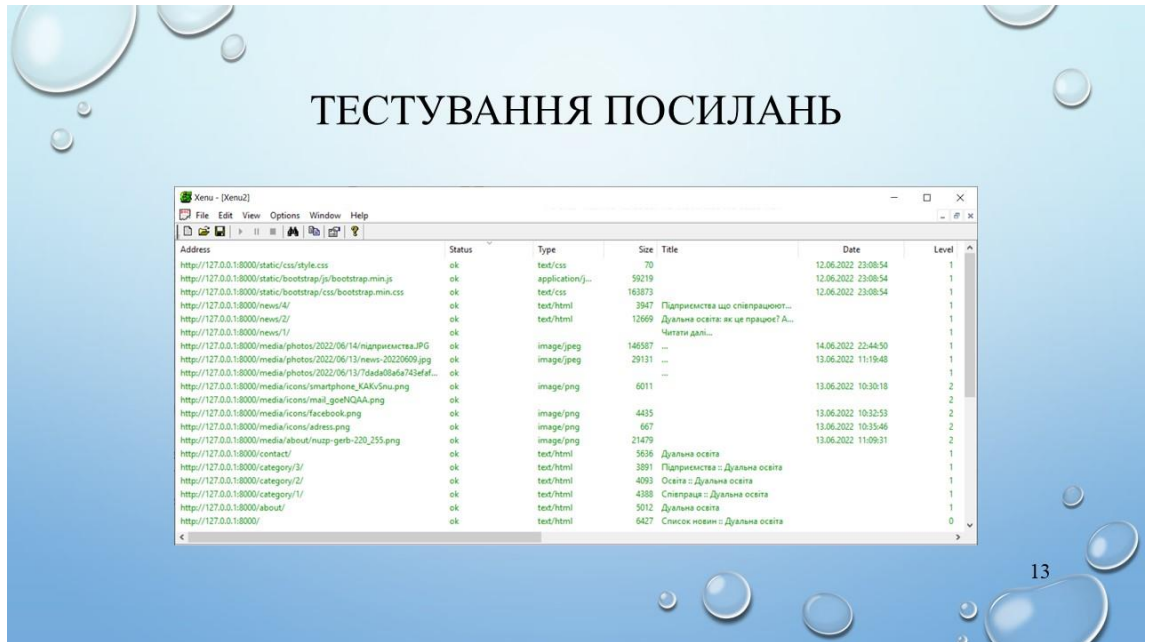 ТЕСТУВАННЯ ПОСИЛАНЬ
Xenu - [Xenu2]
File Edit View Options Window Help
Address Status Type Size Title Date Level
http://127.0.0.1:8000/static/css/style.css ok text/css 70 12.06.2022 23:08:54 1
http://127.0.0.1:8000/static/bootstrap/js/bootstrap.min.js ok application/j... 59219 12.06.2022 23:08:54 1
http://127.0.0.1:8000/static/bootstrap/css/bootstrap.min.css ok text/css 163873 12.06.2022 23:08:54 1
http://127.0.0.1:8000/news/4/ ok text/html 3947 Підприємства що співпрацюют... 1
http://127.0.0.1:8000/news/2/ ok text/html 12669 Дуальна освіта: як це працює? А... 1
http://127.0.0.1:8000/news/1/ ok Читати далі... 1
http://127.0.0.1:8000/media/photos/2022/06/14/підприємства.JPG ok image/jpeg 146587 ... 14.06.2022 22:44:50 1
http://127.0.0.1:8000/media/photos/2022/06/13/news-20220609.jpg ok image/jpeg 29131 ... 13.06.2022 11:19:48 1
http://127.0.0.1:8000/media/photos/2022/06/13/7dada08a6a743efaf... ok ... 1
http://127.0.0.1:8000/media/icons/smartphone_KAKvSnu.png ok image/png 6011 13.06.2022 10:30:18 2
http://127.0.0.1:8000/media/icons/mail_goeNQAA.png ok 2
http://127.0.0.1:8000/media/icons/facebook.png ok image/png 4435 13.06.2022 10:32:53 2
http://127.0.0.1:8000/media/icons/adress.png ok image/png 667 13.06.2022 10:35:46 2
http://127.0.0.1:8000/media/about/nuzp-gerb-220_255.png ok image/png 21479 13.06.2022 11:09:31 2
http://127.0.0.1:8000/contact/ ok text/html 5636 Дуальна освіта 1
http://127.0.0.1:8000/category/3/ ok text/html 3891 Підприємства :: Дуальна освіта 1
http://127.0.0.1:8000/category/2/ ok text/html 4093 Освіта :: Дуальна освіта 1
http://127.0.0.1:8000/category/1/ ok text/html 4388 Співпраця :: Дуальна освіта 1
http://127.0.0.1:8000/about/ ok text/html 5012 Дуальна освіта 1
http://127.0.0.1:8000/ ok text/html 6427 Список новин :: Дуальна освіта 0
13